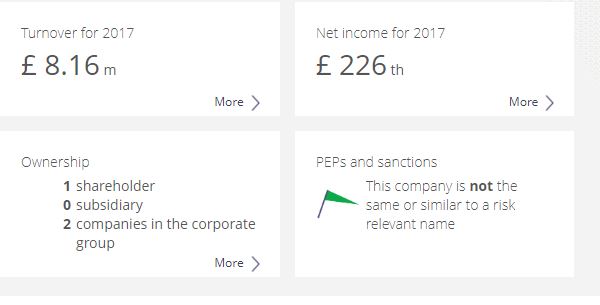 Turnover for 2017
£ 8.16 m
More
Net income for 2017
£ 226 th
More
Ownership
1 shareholder
0 subsidiary
2 companies in the corporate
group
More
PEPs and sanctions
This company is not the
same or similar to a risk
relevant name